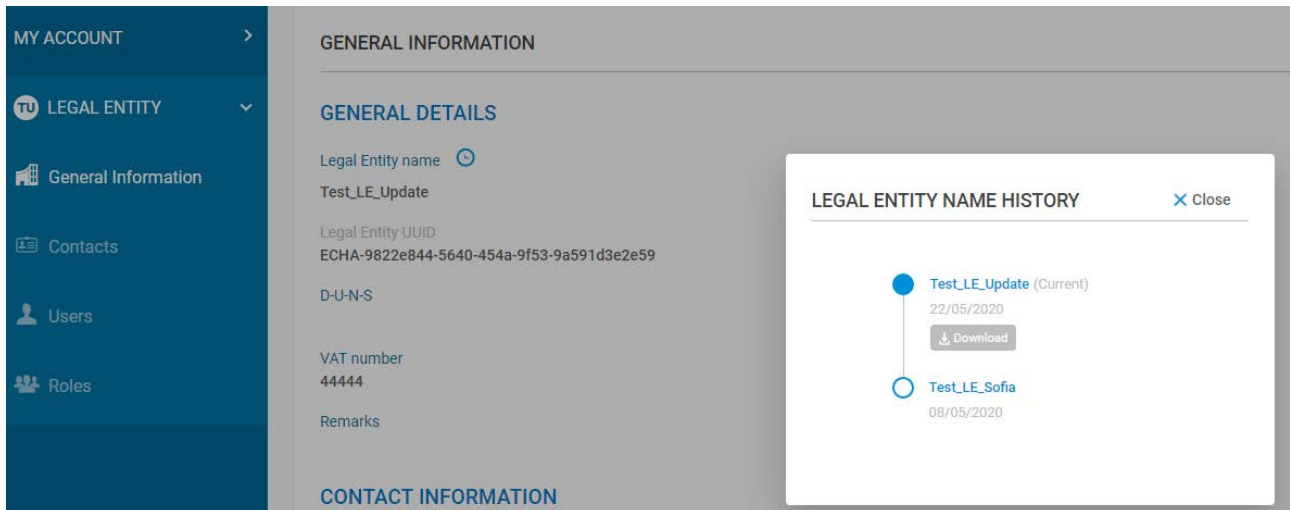 MY ACCOUNT
TU LEGAL ENTITY
General Information
Contacts
Users
Roles
GENERAL INFORMATION
GENERAL DETAILS
Legal Entity name
Test_LE_Update
Legal Entity UUID
ECHA-9822e844-5640-454a-9f53-9a591d3e2e59
D-U-N-S
VAT number
44444
Remarks
CONTACT INFORMATION
LEGAL ENTITY NAME HISTORY
Close
Test_LE_Update (Current)
22/05/2020
Download
Test_LE_Sofia
08/05/2020